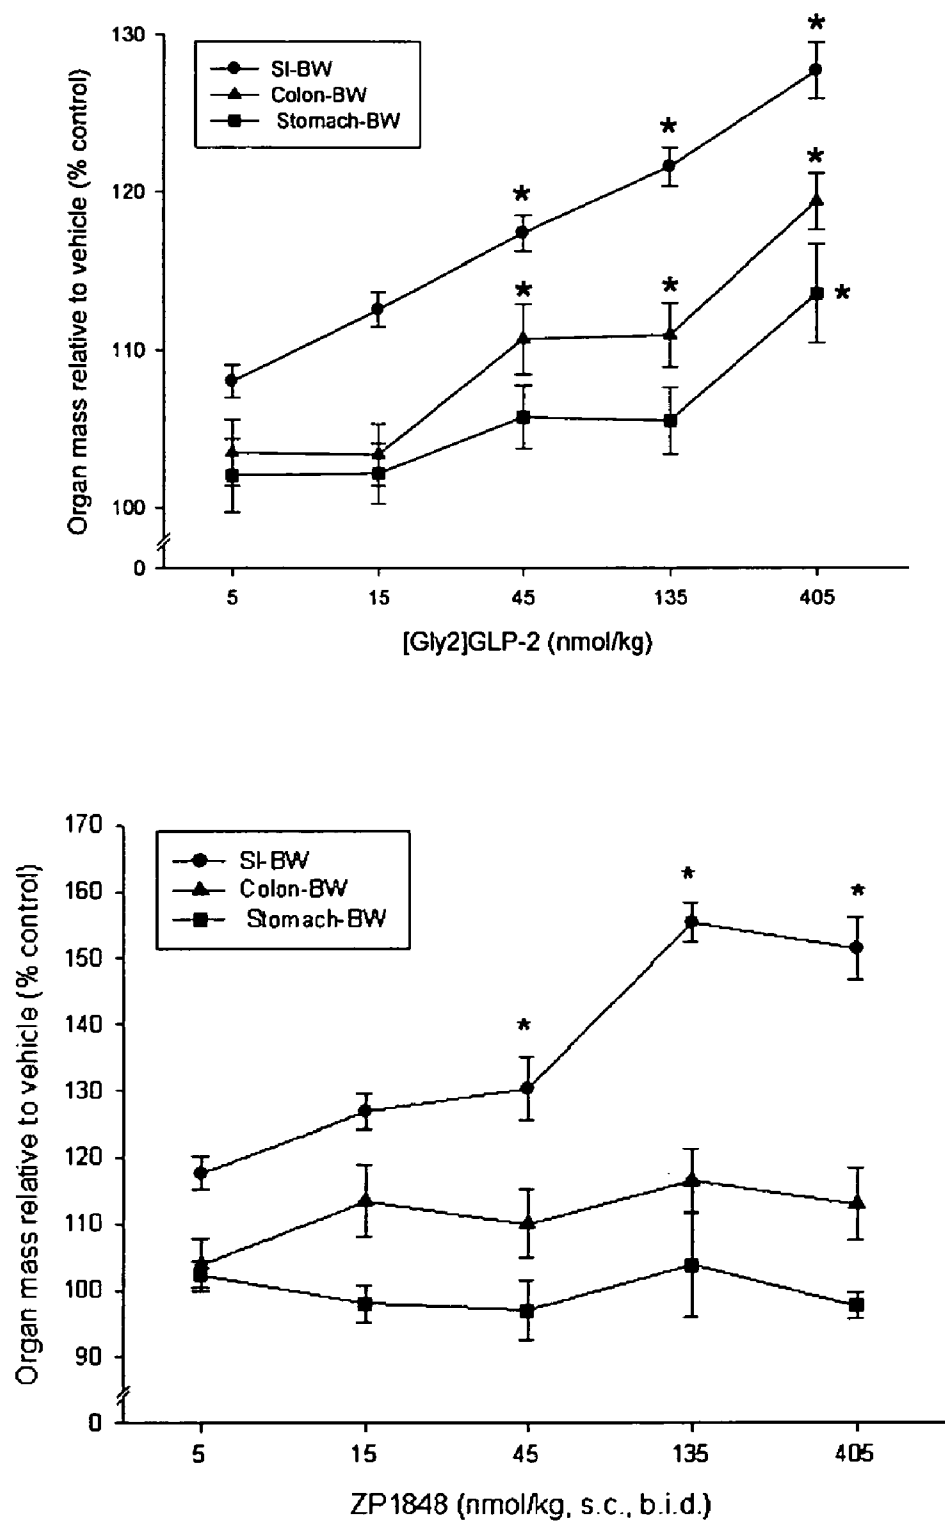 Organ mass relative to vehicle (% control)
130
120
110
100
0
SI-BW
Colon-BW
Stomach-BW
*
*
*
*
*
*
*
5 15 45 135 405
[Gly2]GLP-2 (nmol/kg)
Organ mass relative to vehicle (% control)
170
160
150
140
130
120
110
100
90
0
SI-BW
Colon-BW
Stomach-BW
*
*
*
5 15 45 135 405
ZP1848 (nmol/kg, s.c., b.i.d.)